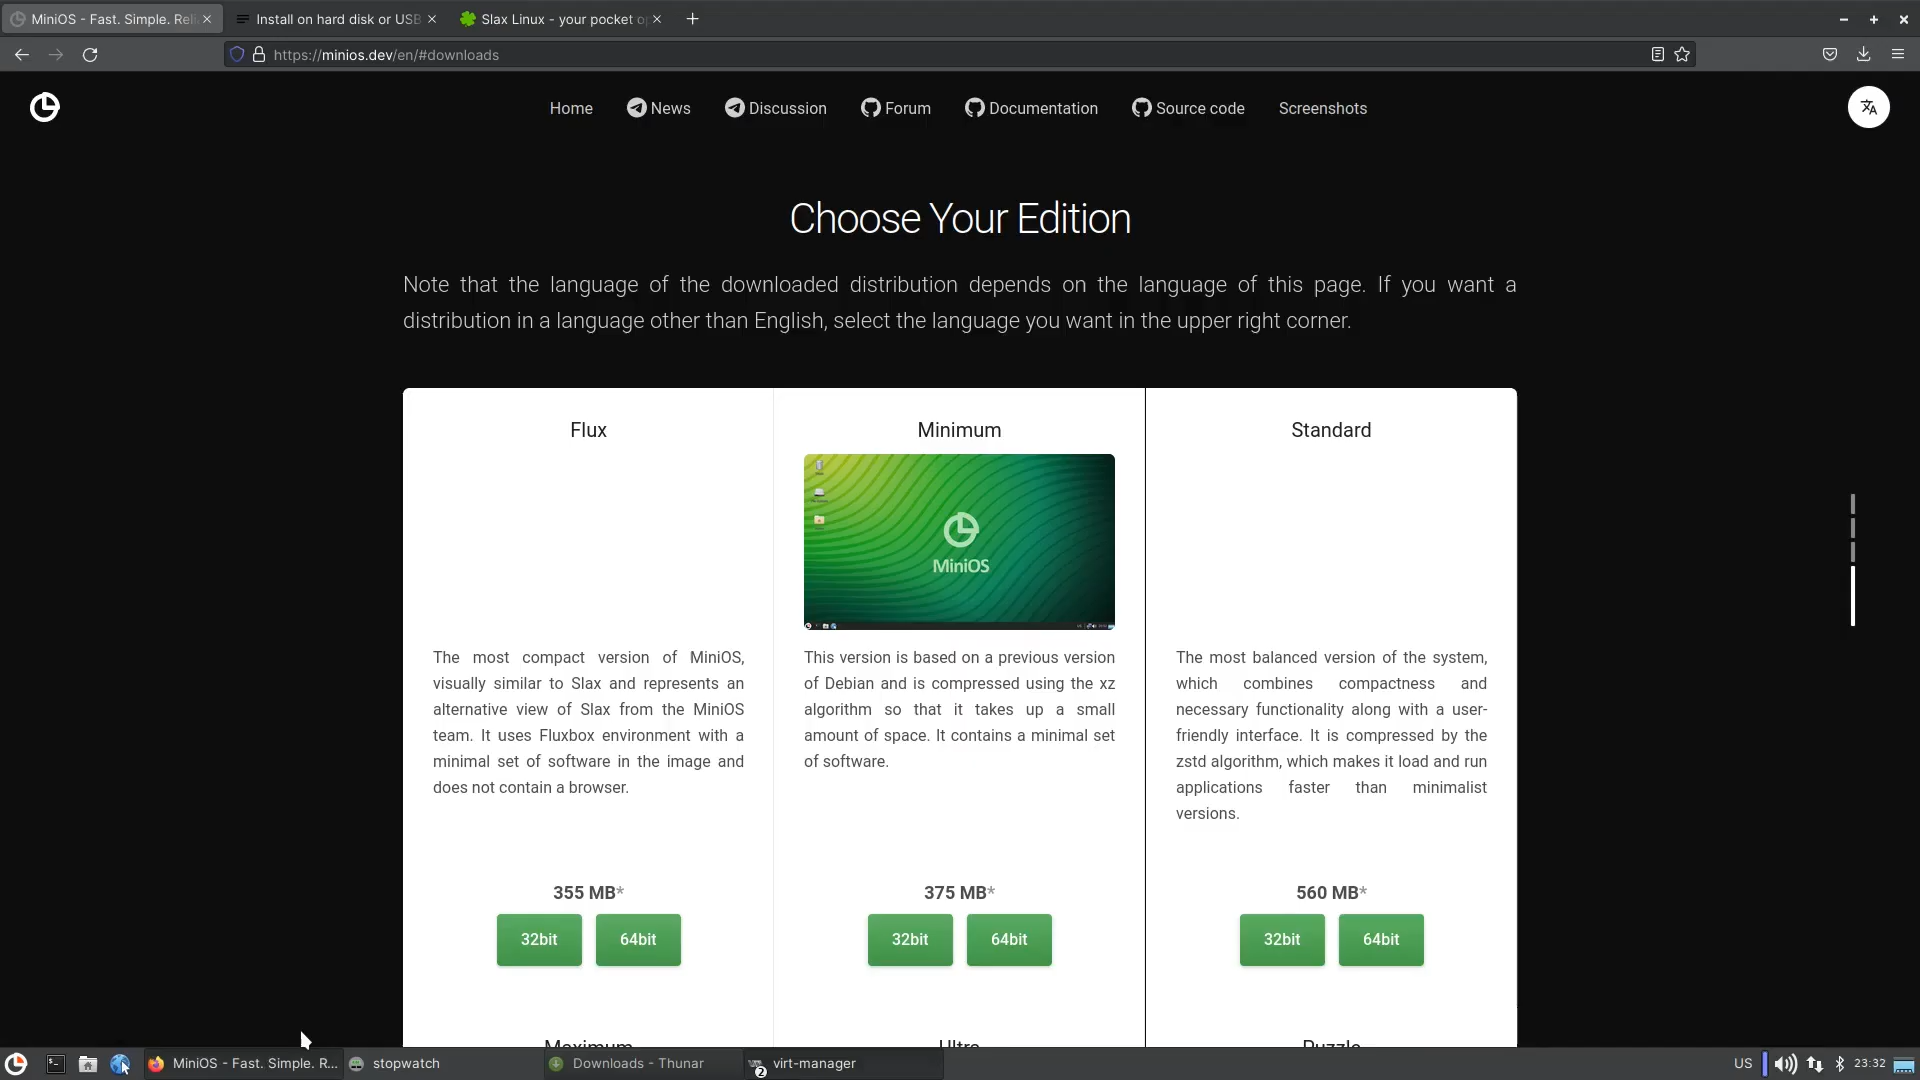 MiniOS - Fast. Simple. Reli
Install on hard disk or USB
Slax Linux - your pocket o
https://minios.dev/en/#downloads
Home
News
Discussion
Forum
Documentation
Source code
Screenshots
Choose Your Edition
Note that the language of the downloaded distribution depends on the language of this page. If you want a
distribution in a language other than English, select the language you want in the upper right corner.
Flux
The most compact version of MiniOS,
visually similar to Slax and represents an
alternative view of Slax from the MiniOS
team. It uses Fluxbox environment with a
minimal set of software in the image and
does not contain a browser.
355 MB*
32bit
64bit
Minimum
MiniOS
This version is based on a previous version
of Debian and is compressed using the xz
algorithm so that it takes up a small
amount of space. It contains a minimal set
of software.
375 MB*
32bit
64bit
Standard
The most balanced version of the system,
which combines compactness and
necessary functionality along with a user-
friendly interface. It is compressed by the
zstd algorithm, which makes it load and run
applications faster than minimalist
versions.
560 MB*
32bit
64bit
Maximum
Ultra
Puzzle
MiniOS - Fast. Simple. R...
stopwatch
Downloads - Thunar
2
virt-manager
US
23:32